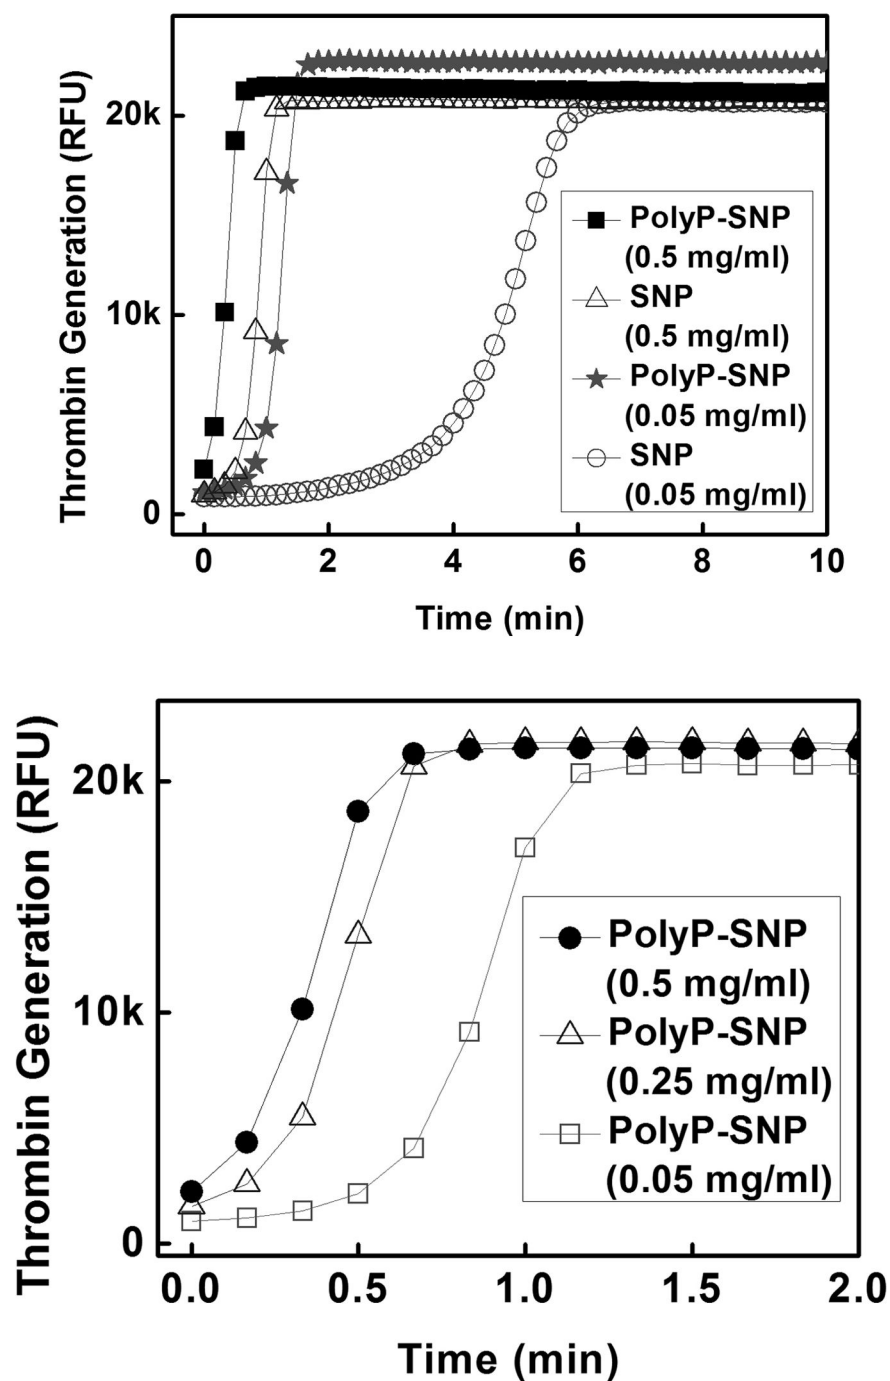 Thrombin Generation (RFU)
20k
10k
0
PolyP-SNP
(0.5 mg/ml)
SNP
(0.5 mg/ml)
PolyP-SNP
(0.05 mg/ml)
SNP
(0.05 mg/ml)
0 2 4 6 8 10
Time (min)
Thrombin Generation (RFU)
20k
10k
0
PolyP-SNP
(0.5 mg/ml)
PolyP-SNP
(0.25 mg/ml)
PolyP-SNP
(0.05 mg/ml)
0.0 0.5 1.0 1.5 2.0
Time (min)